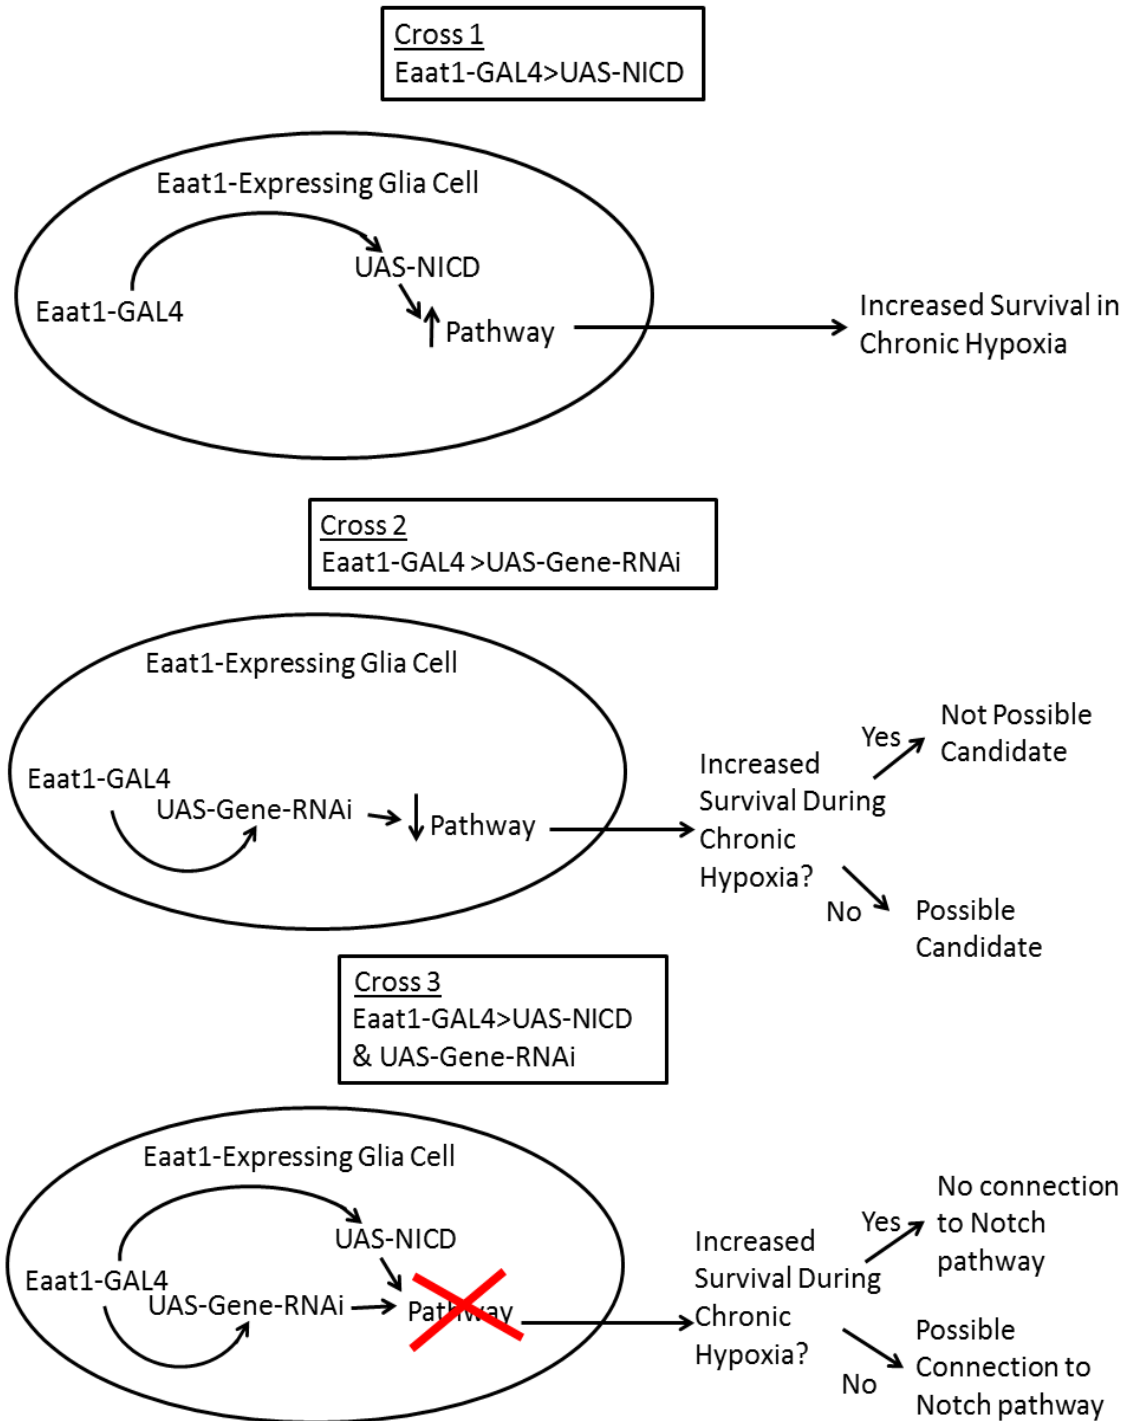 Cross 1
Eaat1-GAL4>UAS-NICD
Eaat1-Expressing Glia Cell
UAS-NICD
Eaat1-GAL4
Pathway
Increased Survival in
Chronic Hypoxia
Cross 2
Eaat1-GAL4 >UAS-Gene-RNAi
Eaat1-Expressing Glia Cell
Eaat1-GAL4
UAS-Gene-RNAi
Pathway
Increased
Survival During
Chronic
Hypoxia?
Yes
Not Possible
Candidate
No
Possible
Candidate
Cross 3
Eaat1-GAL4>UAS-NICD
& UAS-Gene-RNAi
Eaat1-Expressing Glia Cell
UAS-NICD
Eaat1-GAL4
UAS-Gene-RNAi
Pathway
Increased
Survival During
Chronic
Hypoxia?
Yes
No connection
to Notch
pathway
No
Possible
Connection to
Notch pathway